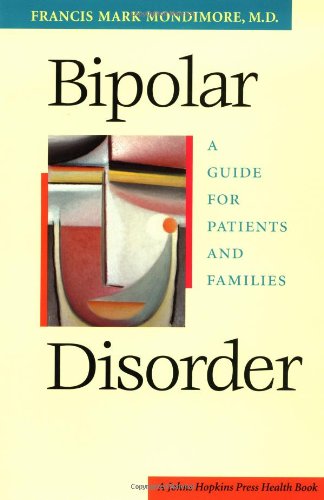 FRANCIS MARK MONDIMORE, M.D.
Bipolar
A
GUIDE
FOR
PATIENTS
AND
FAMILIES
Disorder
A Johns Hopkins Press Health Book